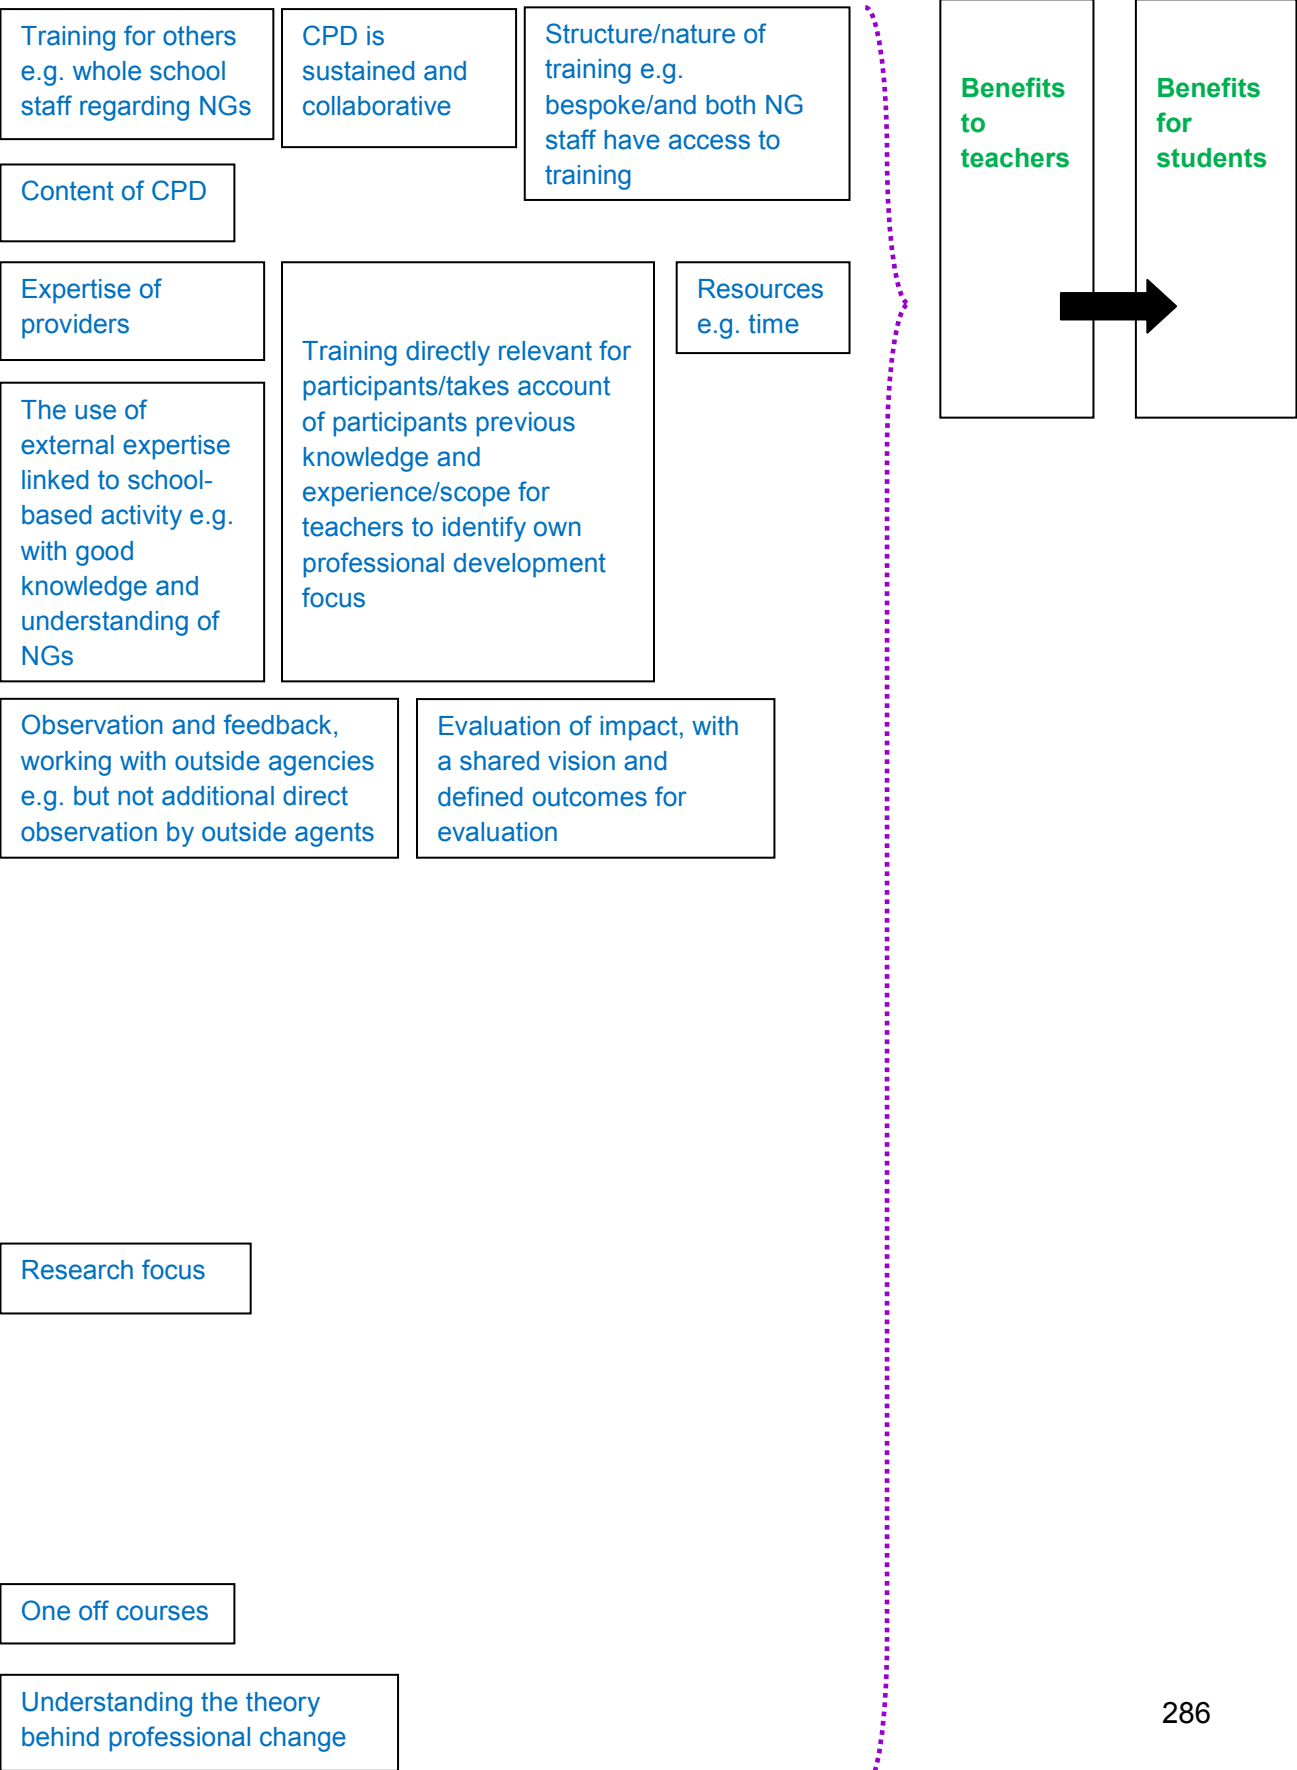 Training for others
e.g. whole school
staff regarding NGs
CPD is
sustained and
collaborative
Structure/nature of
training e.g.
bespoke/and both NG
staff have access to
training
Benefits
to
teachers
Benefits
for
students
Content of CPD
Expertise of
providers
Training directly relevant for
participants/takes account
of participants previous
knowledge and
experience/scope for
teachers to identify own
professional development
focus
Resources
e.g. time
The use of
external expertise
linked to school-
based activity e.g.
with good
knowledge and
understanding of
NGs
Observation and feedback,
working with outside agencies
e.g. but not additional direct
observation by outside agents
Evaluation of impact, with
a shared vision and
defined outcomes for
evaluation
Research focus
One off courses
Understanding the theory
behind professional change
286